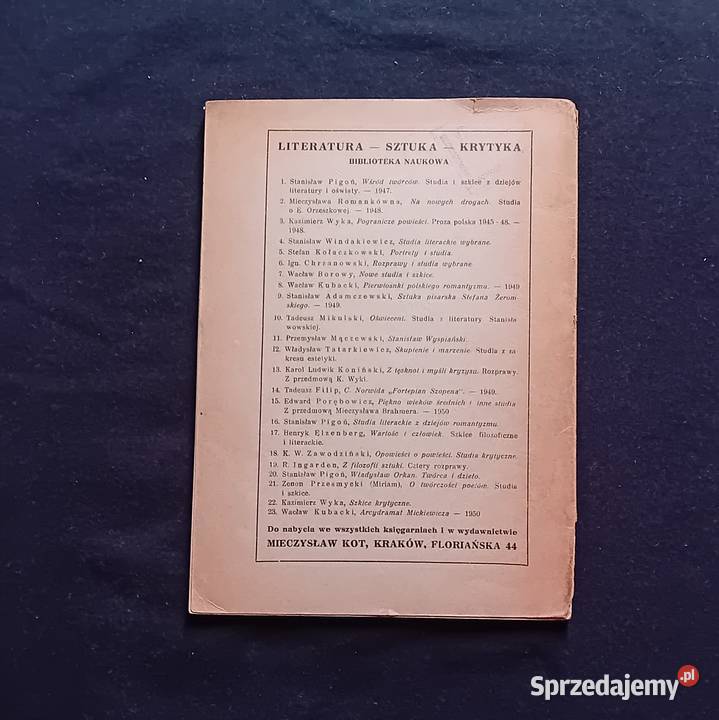 LITERATURA — SZTUKA — KRYTYKA
BIBLIOTEKA NAUKOWA
1. Stanisław Pigoń, Wśród twórców. Studia i szkice z dziejów
literatury i oświaty. — 1947.
2. Mieczysława Romankówna, Na nowych drogach. Studia
o E. Orzeszkowej. — 1948.
3. Kazimierz Wyka, Pogranicze powieści. Proza polska 1945-48. —
1948.
4. Stanisław Windakiewicz, Studia literackie wybrane.
5. Stefan Kołaczkowski, Portrety i studia.
6. Ign. Chrzanowski, Rozprawy i studia wybrane.
7. Wacław Borowy, Nowe studia i szkice.
8. Wacław Kubacki, Pierwiosnki polskiego romantyzmu. — 1949
9. Stanisław Adamczewski, Sztuka pisarska Stefana Żerom-
skiego. — 1949.
10. Tadeusz Mikulski, Oświeceni. Studia z literatury Stanisła
wowskiej.
11. Przemysław Mączewski, Stanisław Wyspiański.
12. Władysław Tatarkiewicz, Skupienie i marzenie. Studia z za
kresu estetyki.
13. Karol Ludwik Koniński, Z tęsknot i myśli kryzysu. Rozprawy.
Z przedmową K. Wyki.
14. Tadeusz Filip, C. Norwida „Fortepian Szopena". — 1949.
15. Edward Porębowicz, Piękno wieków średnich i inne studia
Z przedmową Mieczysława Brahmera. — 1950
16. Stanisław Pigoń, Studia literackie z dziejów romantyzmu.
17. Henryk Elzenberg, Wartość i człowiek. Szkice filozoficzne
i literackie.
18. K. W. Zawodziński, Opowieści o powieści. Studia krytyczne.
19. R. Ingarden, Z filozofii sztuki. Cztery rozprawy.
20. Stanisław Pigoń, Władysław Orkan. Twórca i dzieło.
21. Zenon Przesmycki (Miriam), O twórczości poetów. Studia
i szkice.
22. Kazimierz Wyka, Szkice krytyczne.
23. Wacław Kubacki, Arcydramat Mickiewicza — 1950
Do nabycia we wszystkich księgarniach i w wydawnictwie
MIECZYSŁAW KOT, KRAKÓW, FLORIAŃSKA 44
Sprzedajemy.pl